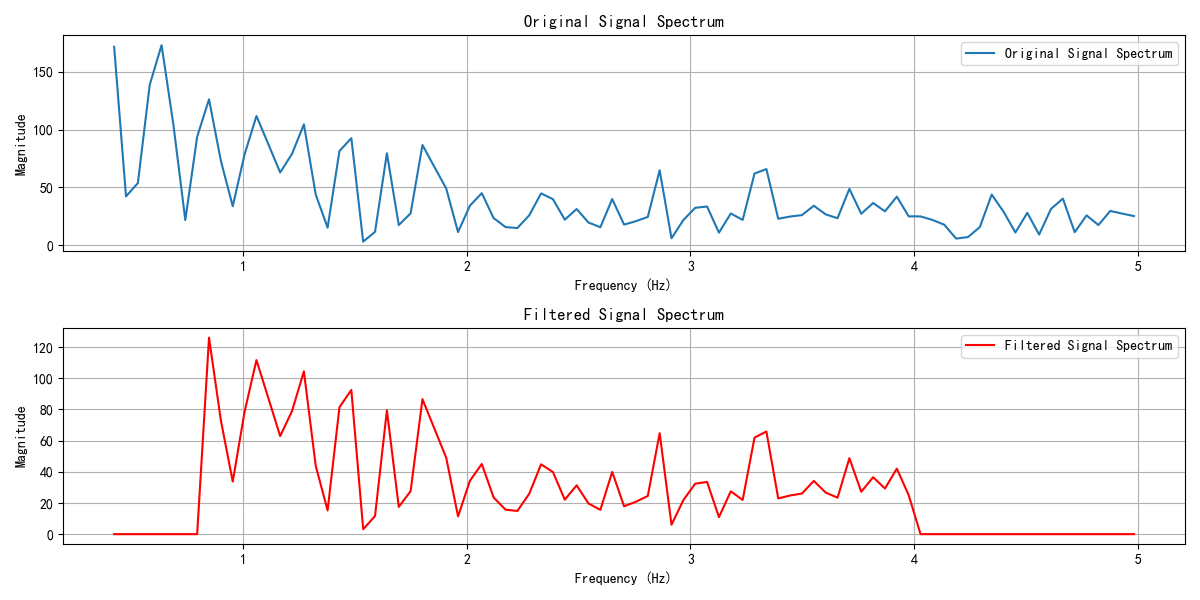 Original Signal Spectrum
Original Signal Spectrum
Magnitude
150
100
50
0
1
2
3
4
5
Frequency (Hz)
Filtered Signal Spectrum
Filtered Signal Spectrum
Magnitude
120
100
80
60
40
20
0
1
2
3
4
5
Frequency (Hz)